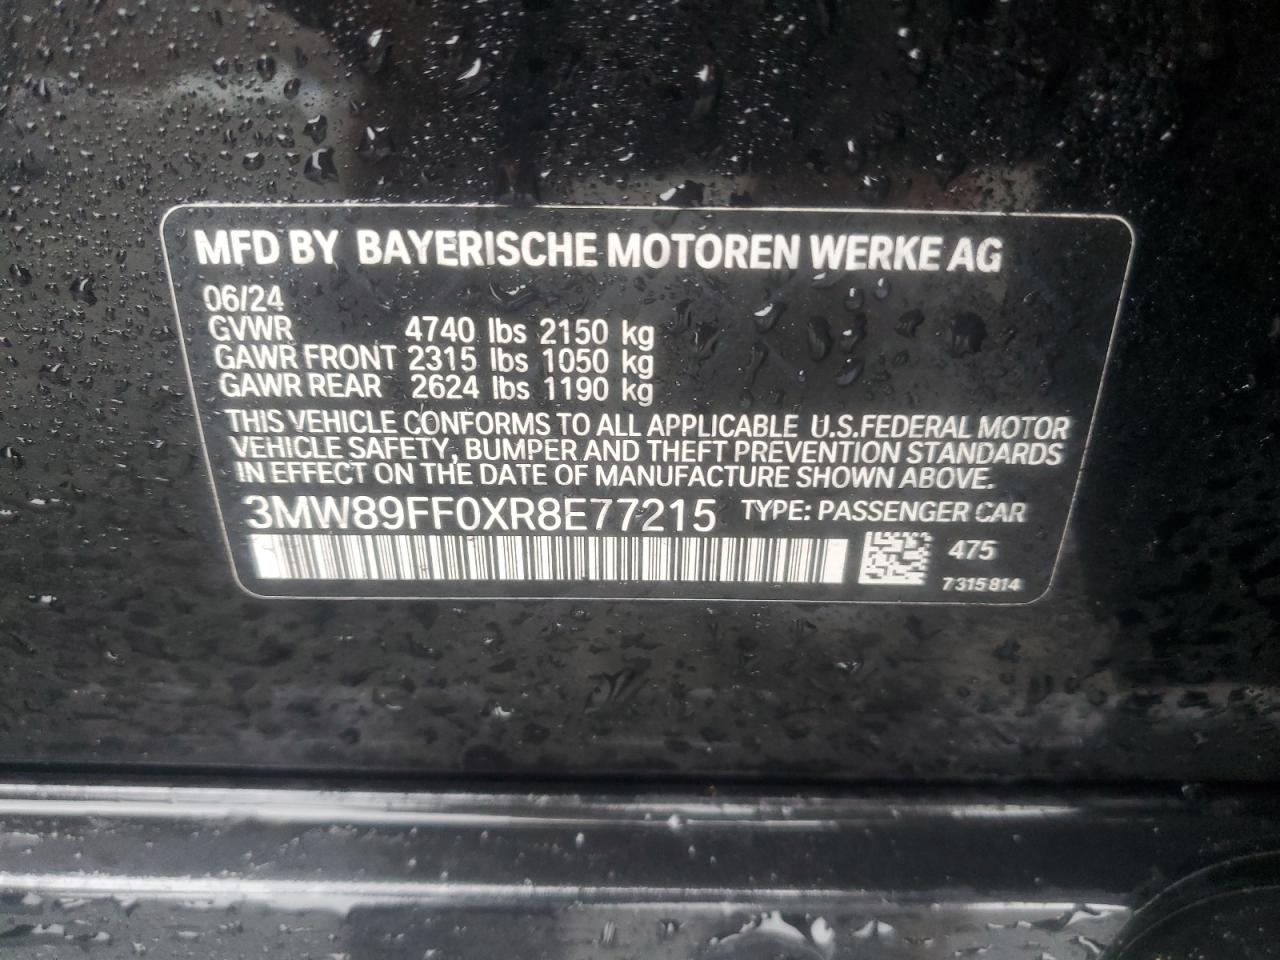 MFD BY BAYERISCHE MOTOREN WERKE AG
06/24
GVWR 4740 lbs 2150 kg
GAWR FRONT 2315 lbs 1050 kg
GAWR REAR 2624 lbs 1190 kg
THIS VEHICLE CONFORMS TO ALL APPLICABLE U.S.FEDERAL MOTOR
VEHICLE SAFETY, BUMPER AND THEFT PREVENTION STANDARDS
IN EFFECT ON THE DATE OF MANUFACTURE SHOWN ABOVE.
3MW89FF0XR8E77215 TYPE: PASSENGER CAR
475
7315814